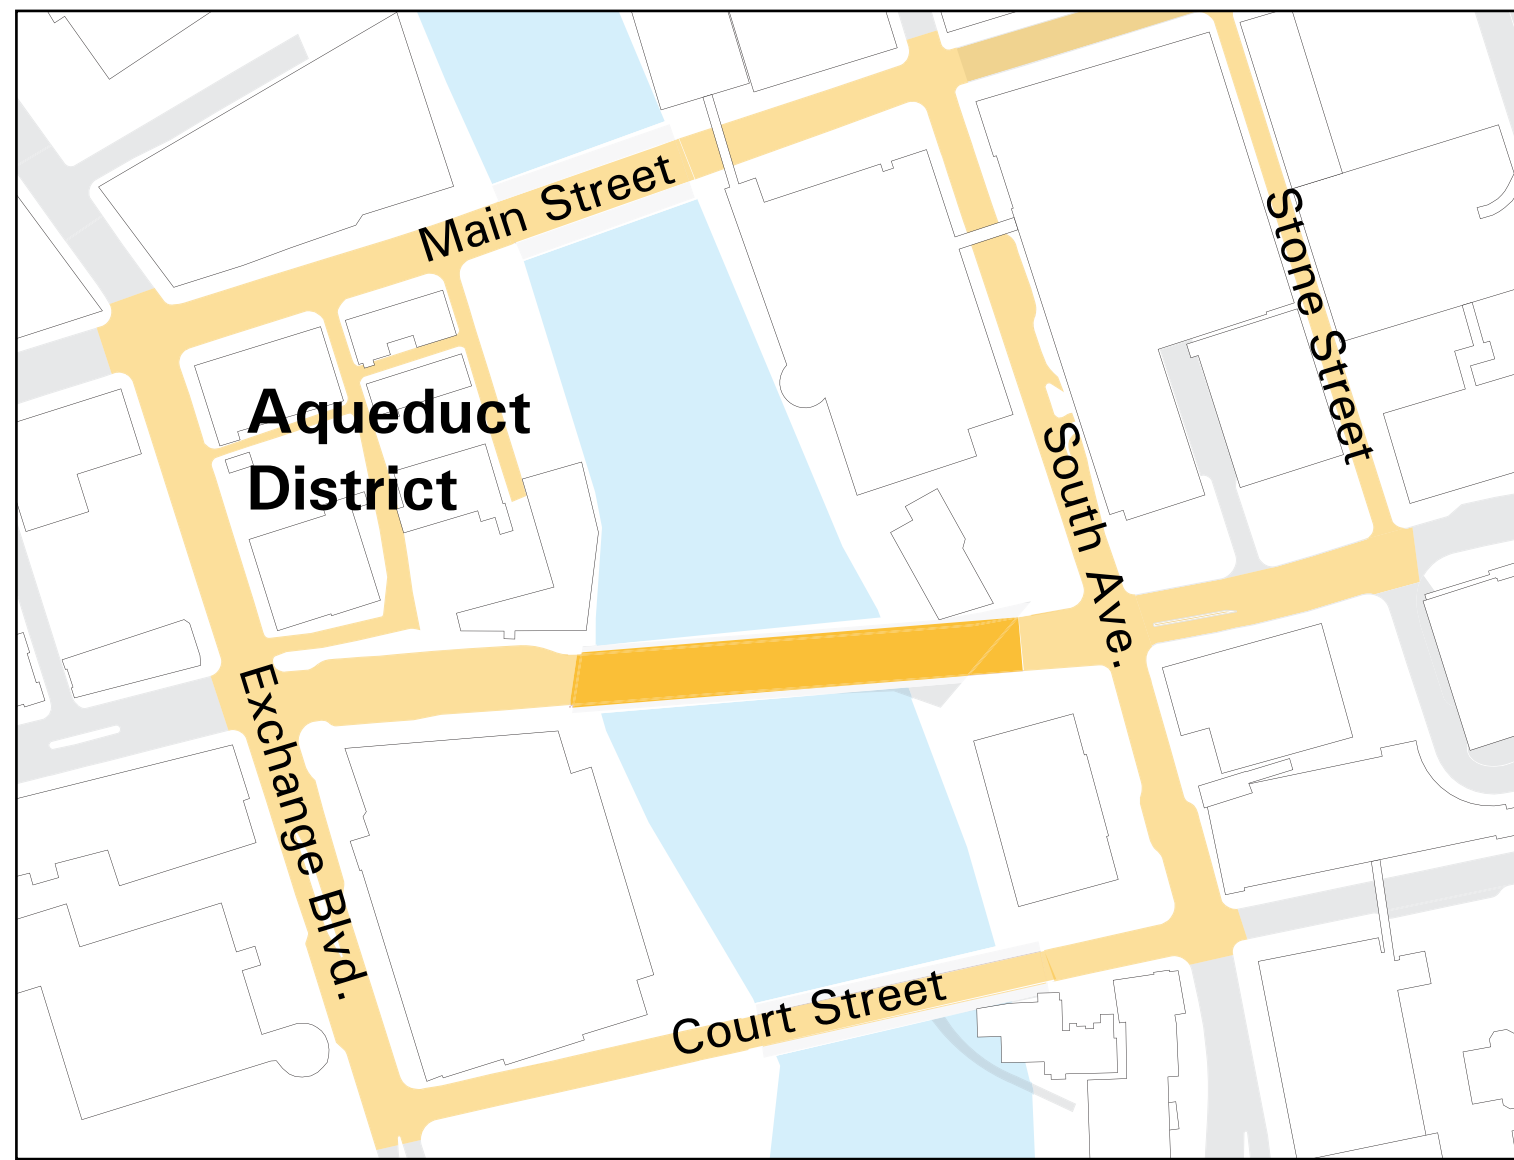 Main Street
Stone Street
Aqueduct
District
South Ave.
Exchange Blvd.
Court Street